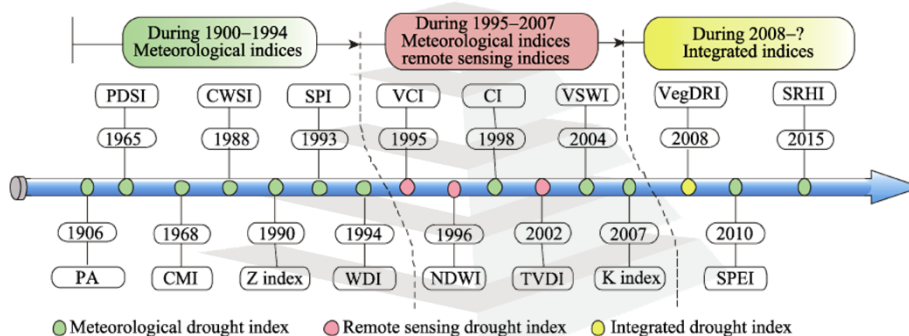 During 1900–1994
Meteorological indices
During 1995–2007
Meteorological indices
remote sensing indices
During 2008–?
Integrated indices
PDSI
CWSI
SPI
VCI
CI
VSWI
VegDRI
SRHI
1965
1988
1993
1995
1998
2004
2008
2015
1906
1968
1990
1994
1996
2002
2007
2010
PA
CMI
Z index
WDI
NDWI
TVDI
K index
SPEI
Meteorological drought index
Remote sensing drought index
Integrated drought index